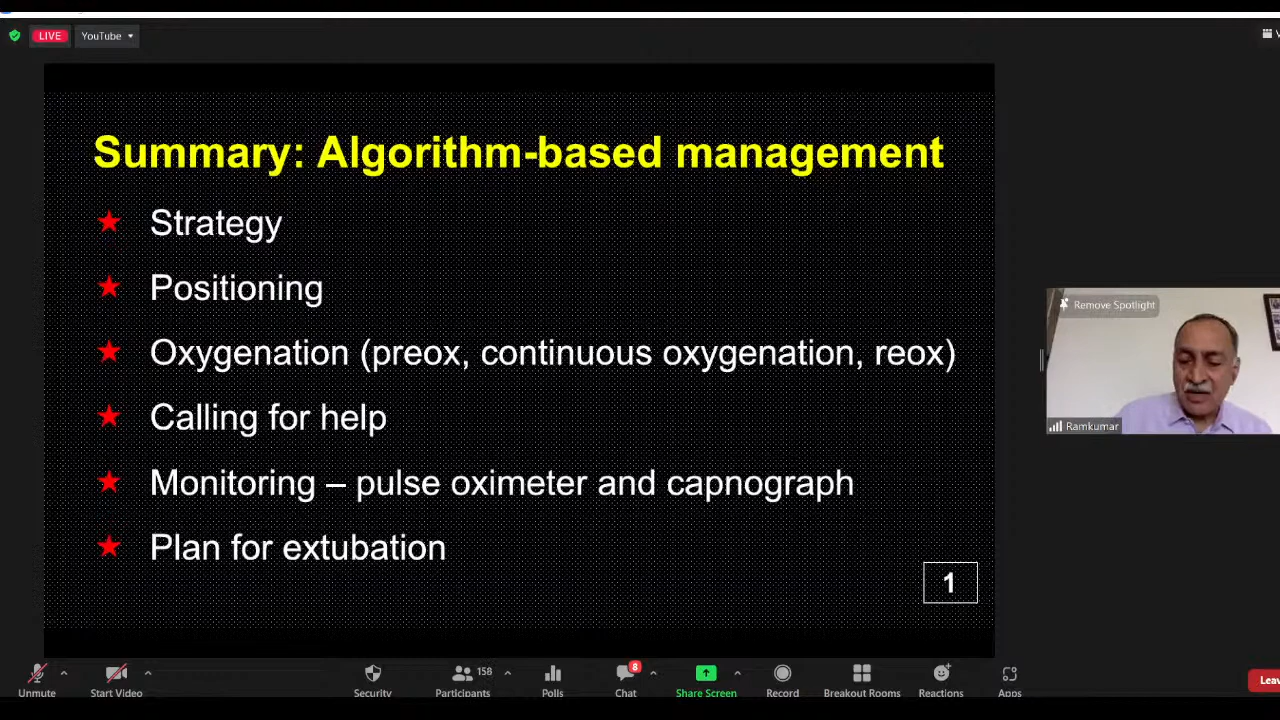 LIVE YouTube
Summary: Algorithm-based management
★ Strategy
★ Positioning
★ Oxygenation (preox, continuous oxygenation, reox)
★ Calling for help
★ Monitoring – pulse oximeter and capnograph
★ Plan for extubation
1
Remove Spotlight
Ramkumar
158
8
Unmute Start Video Security Participants Polls Chat Share Screen Record Breakout Rooms Reactions Apps Leav